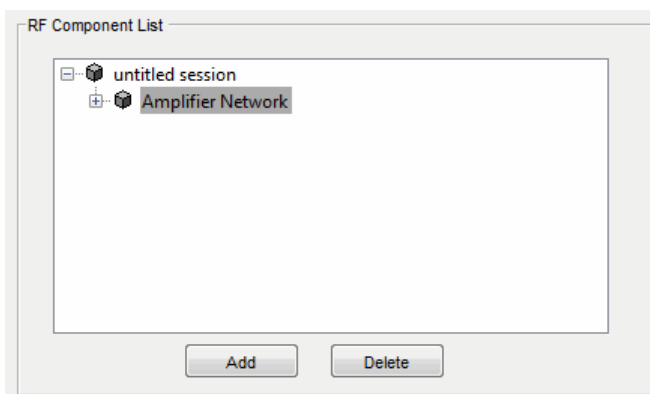 RF Component List
untitled session
Amplifier Network
Add Delete